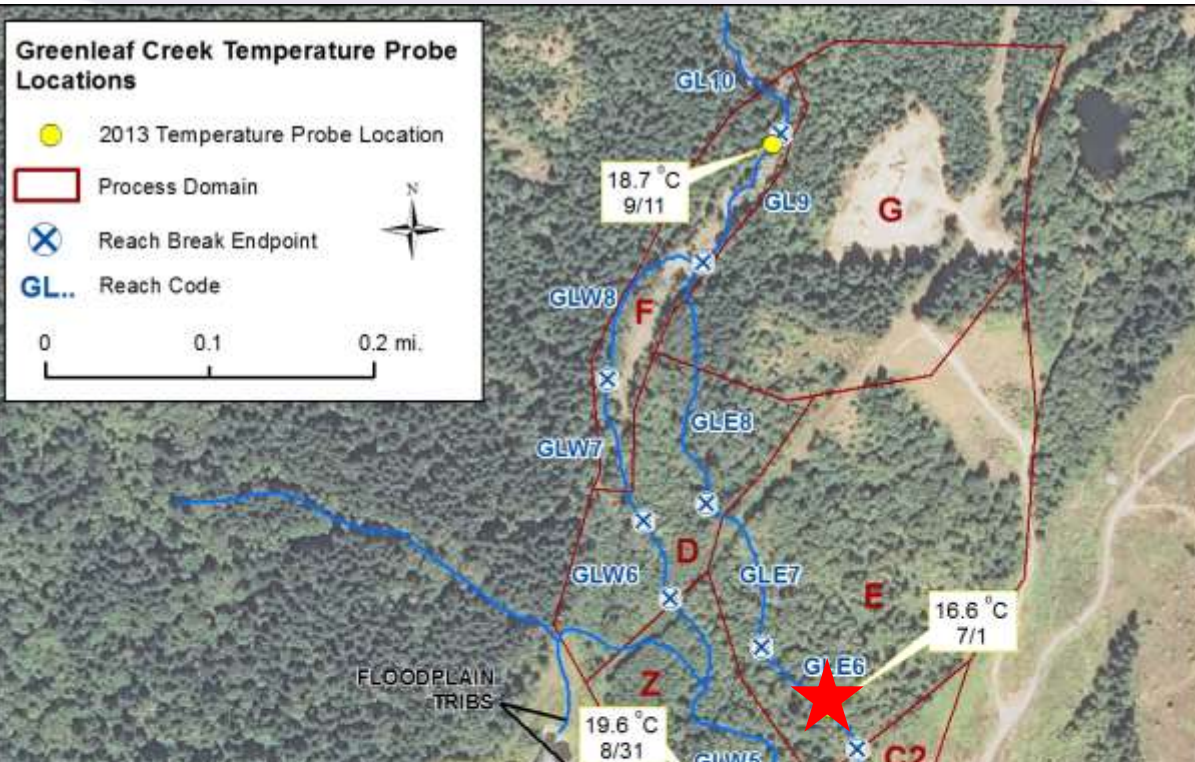 Greenleaf Creek Temperature Probe
Locations
2013 Temperature Probe Location
Process Domain
N
Reach Break Endpoint
GL.. Reach Code
0 0.1 0.2 mi.
GL10
18.7 °C
9/11
GL9
G
GLW8
F
GLW7
GLE8
D
GLW6
GLE7
E
16.6 °C
7/1
GLE6
FLOODPLAIN
TRIBS
Z
19.6 °C
8/31
GLW5
C2